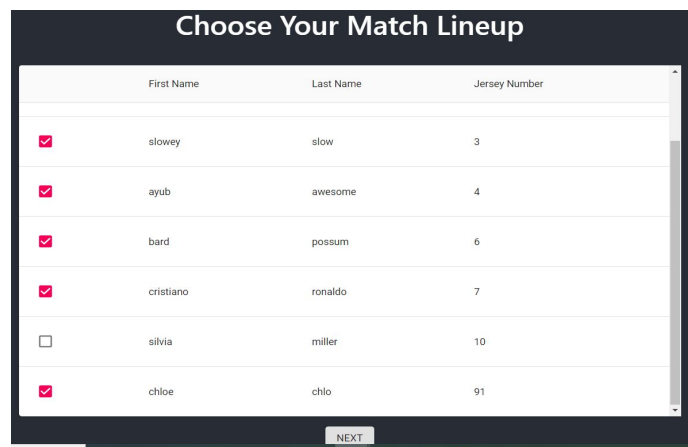 Choose Your Match Lineup
First Name Last Name Jersey Number
slowey slow 3
ayub awesome 4
bard possum 6
cristiano ronaldo 7
silvia miller 10
chloe chlo 91
NEXT